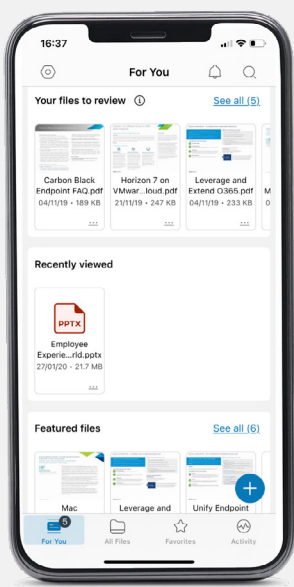 16:37
For You
Your files to review
See all (5)
Carbon Black
Endpoint FAQ.pdf
04/11/19 • 189 KB
Horizon 7 on
VMwar...loud.pdf
21/11/19 • 247 KB
Leverage and
Extend O365.pdf
04/11/19 • 233 KB
M
0
Recently viewed
PPTX
Employee
Experie...rld.pptx
27/01/20 • 21.7 MB
Featured files
See all (6)
Mac
Leverage and
Unify Endpoint
5
For You
All Files
Favorites
Activity